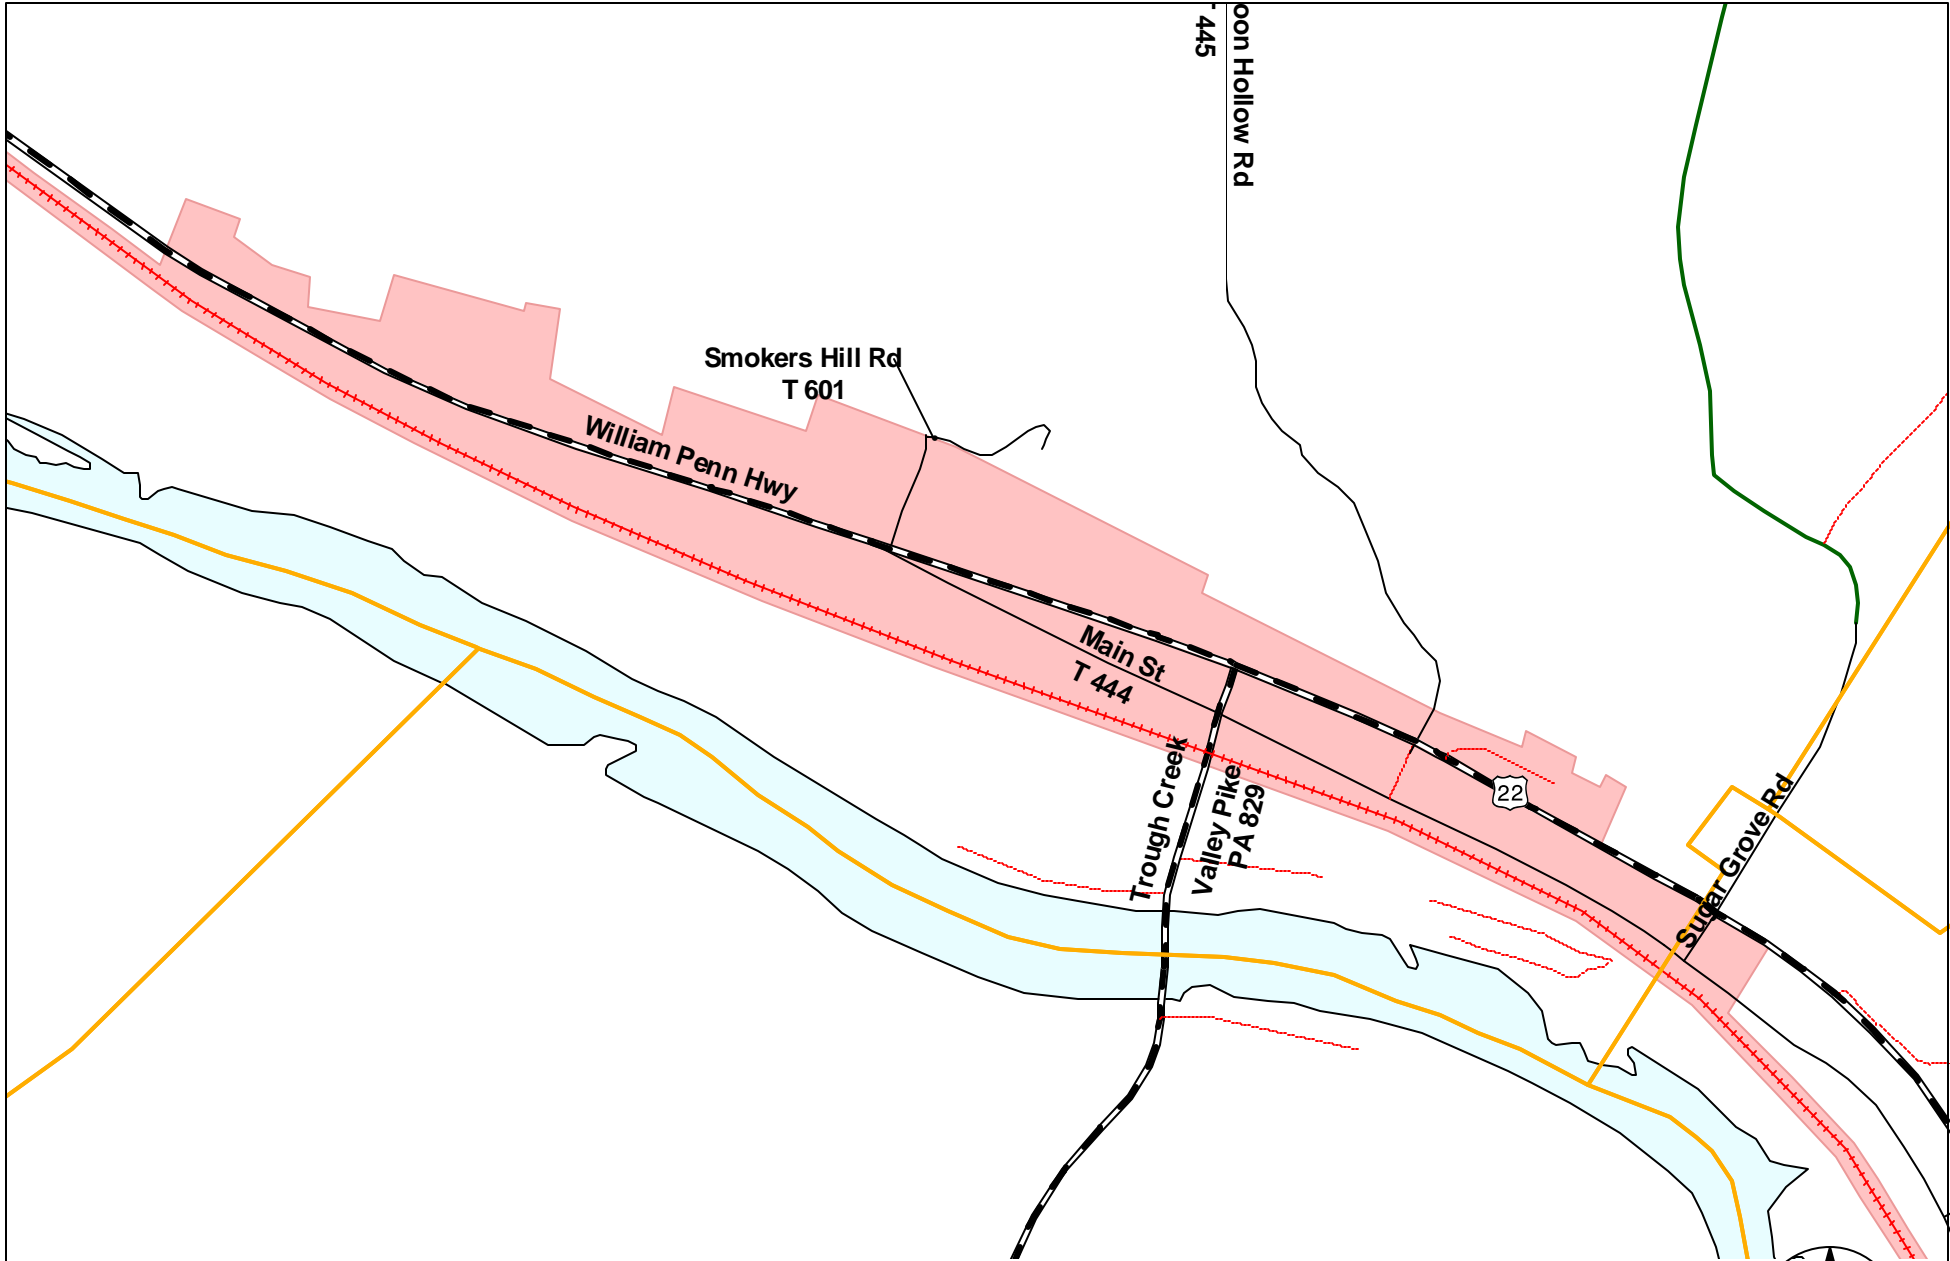 oon Hollow Rd
T 445
Smokers Hill Rd
T 601
William Penn Hwy
Main St
T 444
Trough Creek
Valley Pike
PA 829
22
Sugar Grove Rd